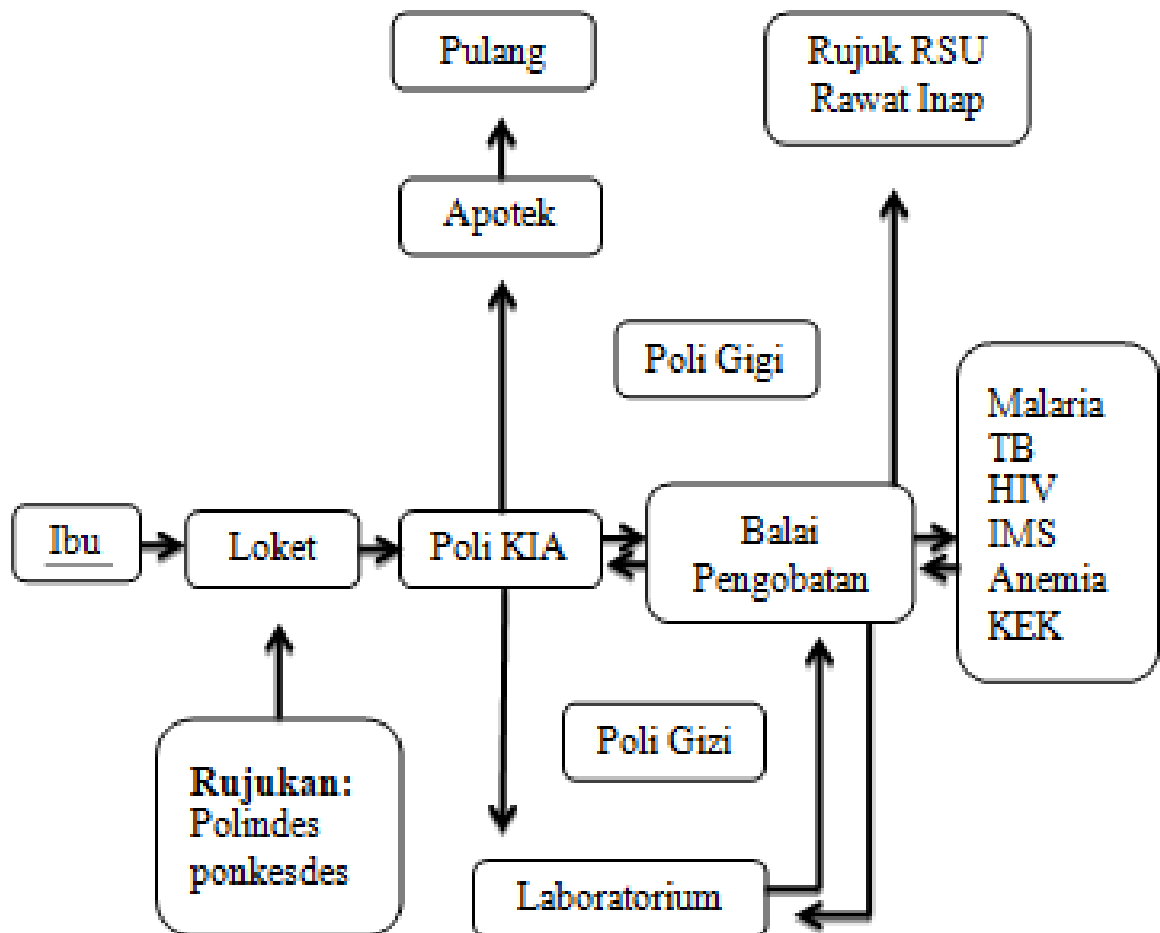 Pulang
Rujuk RSU
Rawat Inap
Apotek
Poli Gigi
Malaria
TB
HIV
IMS
Anemia
KEK
Ibu
Loket
Poli KIA
Balai
Pengobatan
Poli Gizi
Rujukan:
Polindes
ponkesdes
Laboratorium